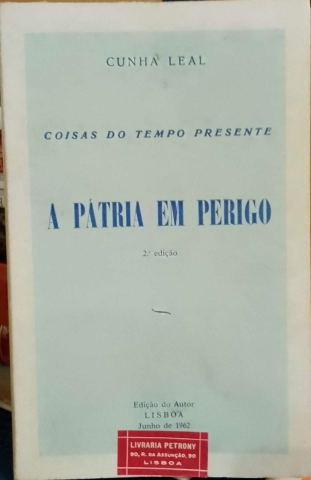 CUNHA LEAL
COISAS DO TEMPO PRESENTE
A PÁTRIA EM PERIGO
2.ª edição
Edição do Autor
LISBOA
Junho de 1962
LIVRARIA PETRONY
90, R. DA ASSUNÇÃO, 90
LISBOA